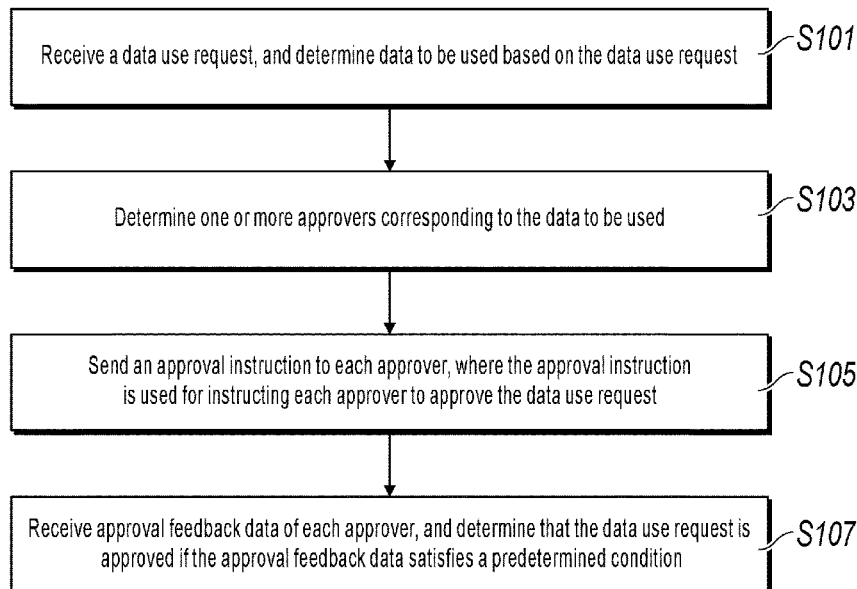 Receive a data use request, and determine data to be used based on the data use request
S101
Determine one or more approvers corresponding to the data to be used
S103
Send an approval instruction to each approver, where the approval instruction
is used for instructing each approver to approve the data use request
S105
Receive approval feedback data of each approver, and determine that the data use request is
approved if the approval feedback data satisfies a predetermined condition
S107